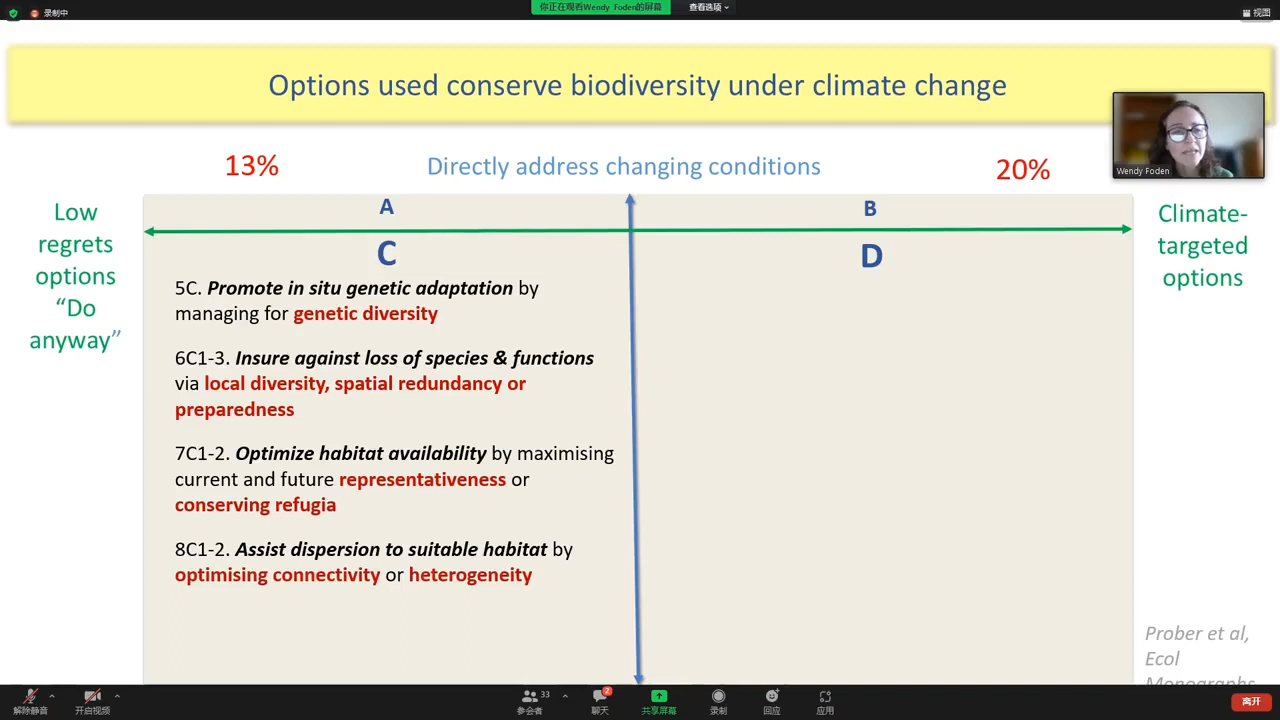 录制中
你正在观看Wendy Foden的屏幕
查看选项
视图
Options used conserve biodiversity under climate change
13%
Directly address changing conditions
20%
Wendy Foden
Low
regrets
options
“Do
anyway”
A
B
C
D
Climate-
targeted
options
5C. Promote in situ genetic adaptation by
managing for genetic diversity
6C1-3. Insure against loss of species & functions
via local diversity, spatial redundancy or
preparedness
7C1-2. Optimize habitat availability by maximising
current and future representativeness or
conserving refugia
8C1-2. Assist dispersion to suitable habitat by
optimising connectivity or heterogeneity
Prober et al,
Ecol
Monographs
解除静音
开启视频
33
参会者
2
聊天
共享屏幕
录制
回应
应用
离开